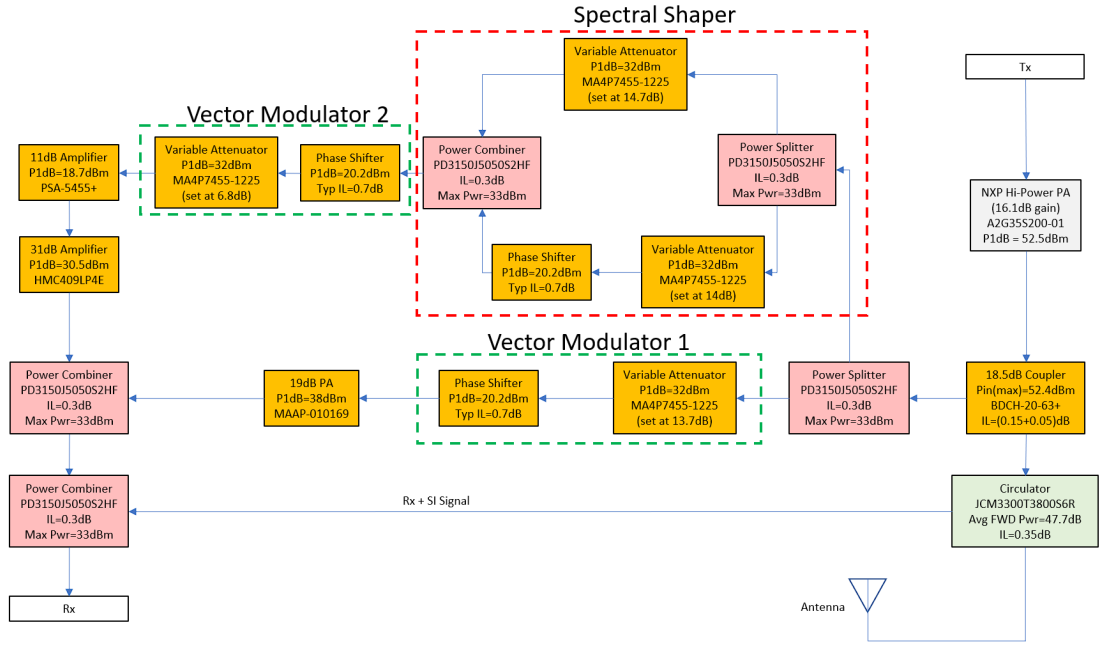 Spectral Shaper
Variable Attenuator
P1dB=32dBm
MA4P7455-1225
(set at 14.7dB)
Tx
Vector Modulator 2
Variable Attenuator
P1dB=32dBm
MA4P7455-1225
(set at 6.8dB)
Phase Shifter
P1dB=20.2dBm
Typ IL=0.7dB
Power Combiner
PD3150J5050S2HF
IL=0.3dB
Max Pwr=33dBm
Power Splitter
PD3150J5050S2HF
IL=0.3dB
Max Pwr=33dBm
11dB Amplifier
P1dB=18.7dBm
PSA-5455+
NXP Hi-Power PA
(16.1dB gain)
A2G35S200-01
P1dB = 52.5dBm
31dB Amplifier
P1dB=30.5dBm
HMC409LP4E
Phase Shifter
P1dB=20.2dBm
Typ IL=0.7dB
Variable Attenuator
P1dB=32dBm
MA4P7455-1225
(set at 14dB)
Vector Modulator 1
Power Combiner
PD3150J5050S2HF
IL=0.3dB
Max Pwr=33dBm
19dB PA
P1dB=38dBm
MAAP-010169
Phase Shifter
P1dB=20.2dBm
Typ IL=0.7dB
Variable Attenuator
P1dB=32dBm
MA4P7455-1225
(set at 13.7dB)
Power Splitter
PD3150J5050S2HF
IL=0.3dB
Max Pwr=33dBm
18.5dB Coupler
Pin(max)=52.4dBm
BDCH-20-63+
IL=(0.15+0.05)dB
Power Combiner
PD3150J5050S2HF
IL=0.3dB
Max Pwr=33dBm
Rx + SI Signal
Circulator
JCM3300T3800S6R
Avg FWD Pwr=47.7dB
IL=0.35dB
Rx
Antenna